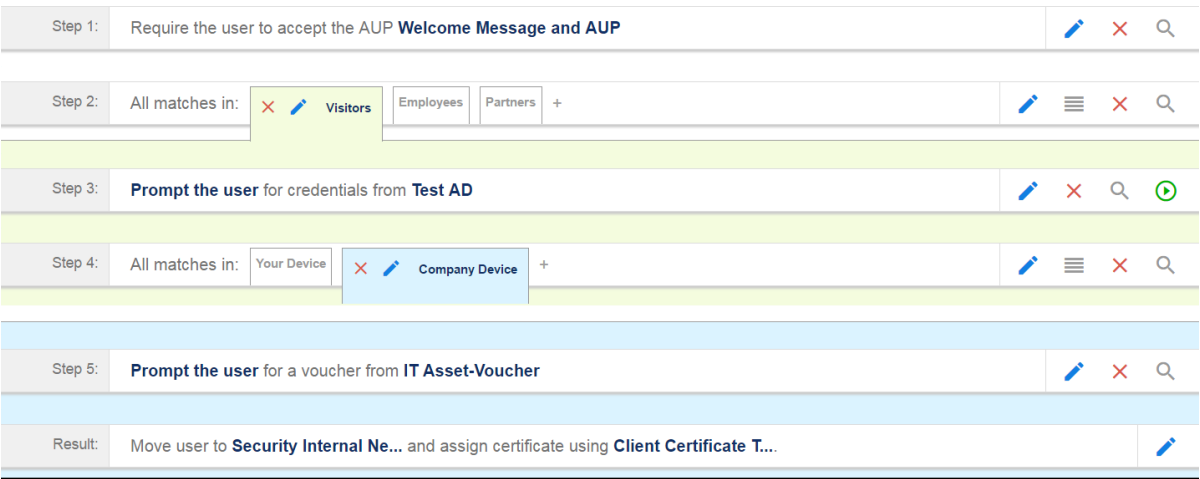 Step 1: Require the user to accept the AUP Welcome Message and AUP
Step 2: All matches in: Visitors Employees Partners +
Step 3: Prompt the user for credentials from Test AD
Step 4: All matches in: Your Device Company Device +
Step 5: Prompt the user for a voucher from IT Asset-Voucher
Result: Move user to Security Internal Ne... and assign certificate using Client Certificate T....